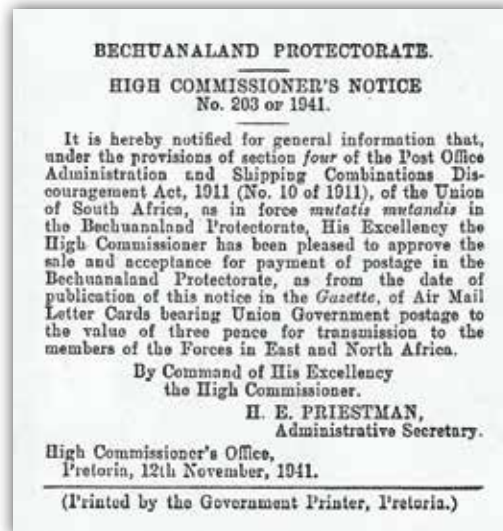 BECHUANALAND PROTECTORATE.
HIGH COMMISSIONER'S NOTICE
No. 203 OF 1941.
It is hereby notified for general information that,
under the provisions of section four of the Post Office
Administration and Shipping Combinations Dis-
couragement Act, 1911 (No. 10 of 1911), of the Union
of South Africa, as in force mutatis mutandis in
the Bechuanaland Protectorate, His Excellency the
High Commissioner has been pleased to approve the
sale and acceptance for payment of postage in the
Bechuanaland Protectorate, as from the date of
publication of this notice in the Gazette, of Air Mail
Letter Cards bearing Union Government postage to
the value of three pence for transmission to the
members of the Forces in East and North Africa.
By Command of His Excellency
the High Commissioner.
H. E. PRIESTMAN,
Administrative Secretary.
High Commissioner's Office,
Pretoria, 12th November, 1941.
(Printed by the Government Printer, Pretoria.)